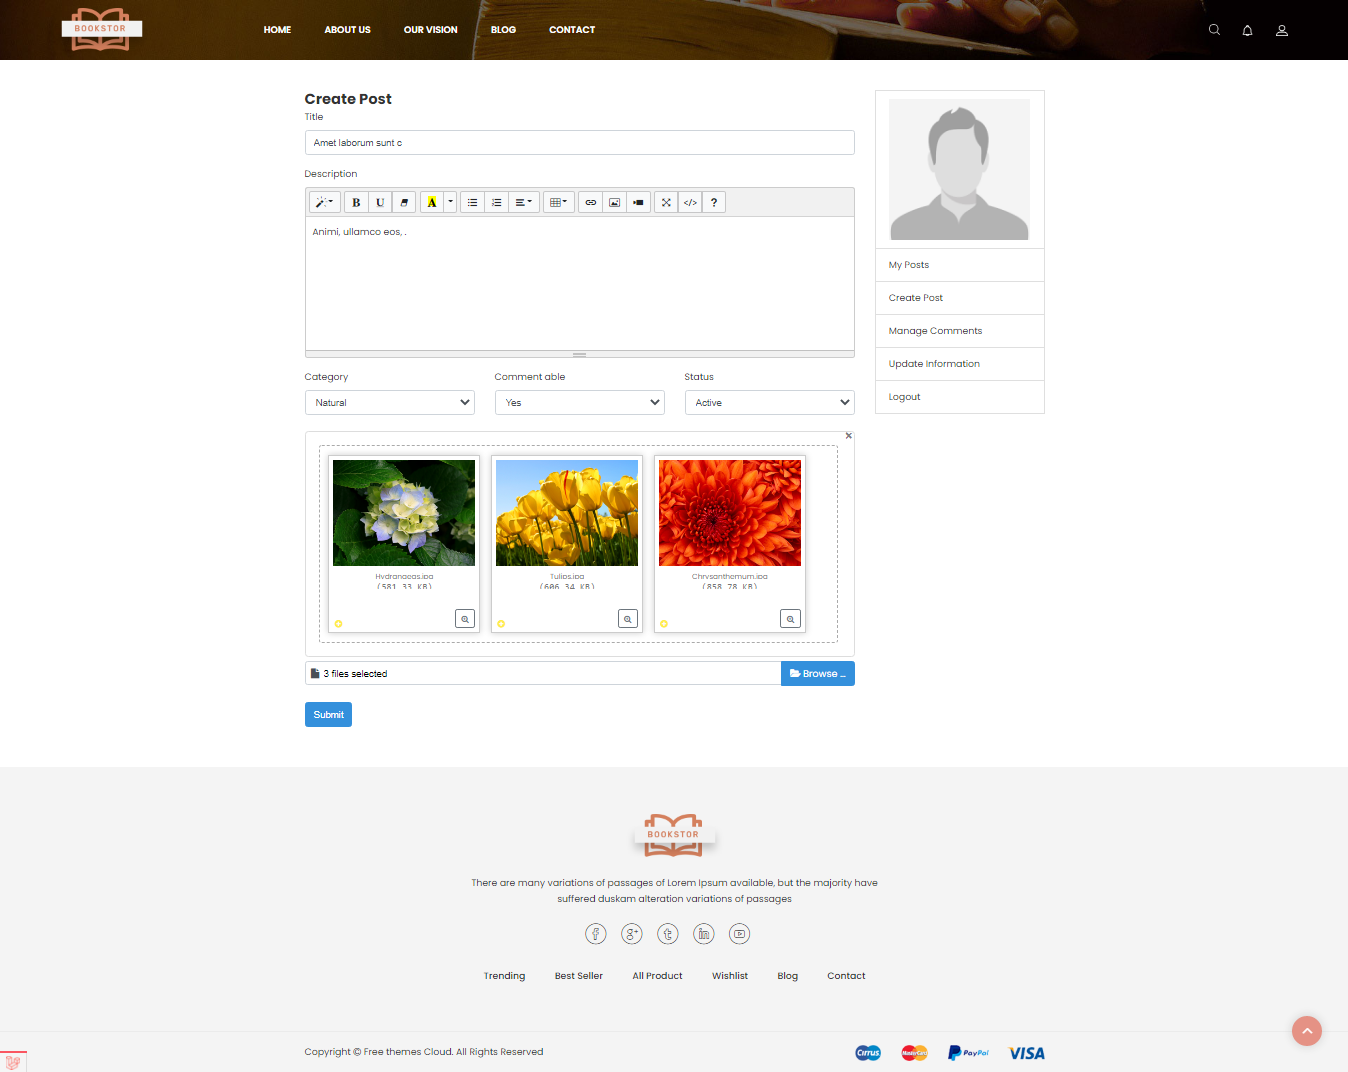 BOOKSTOR
HOME ABOUT US OUR VISION BLOG CONTACT
Create Post
Title
Amet laborum sunt c
Description
B U A </> ?
Animi, ullamco eos, .
Category Comment able Status
Natural Yes Active
Hydrangeas.jpg Tulips.jpg Chrysanthemum.jpg
(581.33 KB) (606.34 KB) (858.78 KB)
3 files selected Browse ...
Submit
My Posts
Create Post
Manage Comments
Update Information
Logout
BOOKSTOR
There are many variations of passages of Lorem Ipsum available, but the majority have
suffered duskam alteration variations of passages
Trending Best Seller All Product Wishlist Blog Contact
Copyright © Free themes Cloud. All Rights Reserved
Cirrus MasterCard PayPal VISA